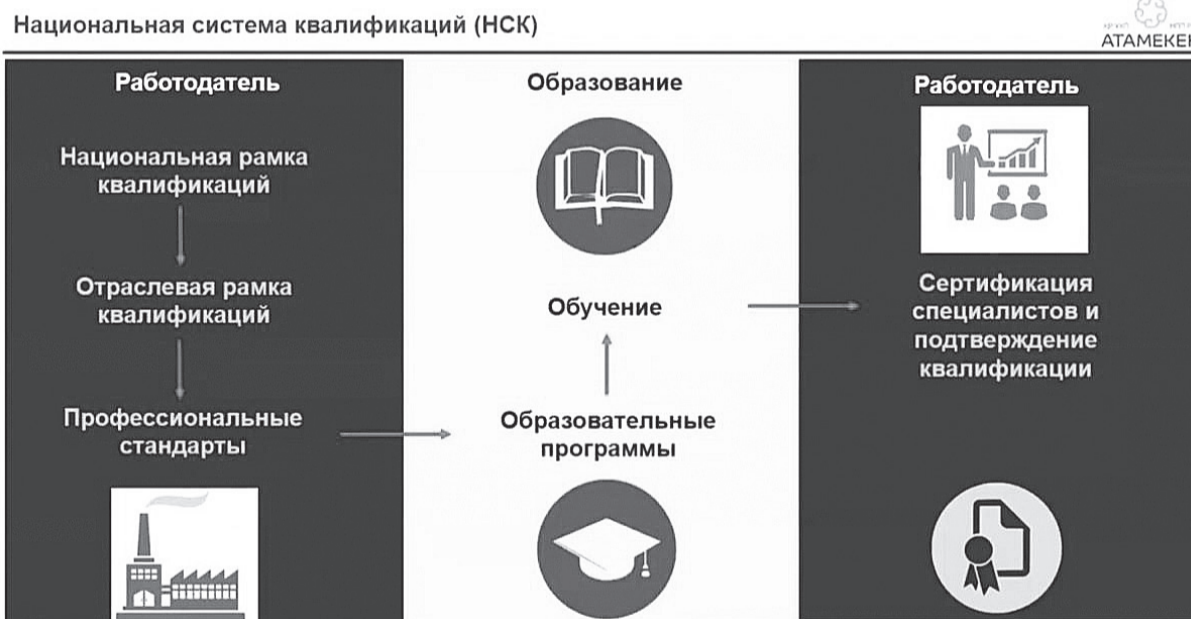 Национальная система квалификаций (НСК)
АТАМЕКЕН
Работодатель
Национальная рамка
квалификаций
Отраслевая рамка
квалификаций
Профессиональные
стандарты
Образование
Обучение
Образовательные
программы
Работодатель
Сертификация
специалистов и
подтверждение
квалификации